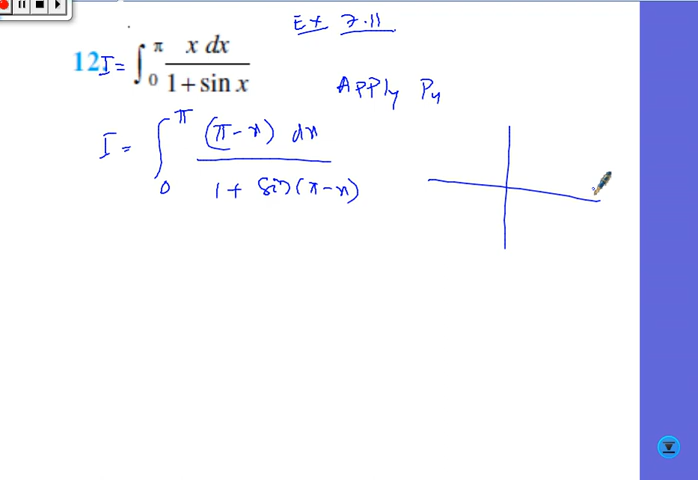 Ex 7.11
12. I = ∫₀^π x dx / 1 + sin x
Apply P₄
I = ∫₀^π (π - x) dx / 1 + Sin (π - x)